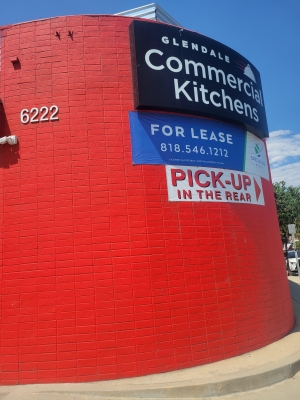 GLENDALE
Commercial
Kitchens
6222
FOR LEASE
818.546.1212
PICK-UP
IN THE REAR